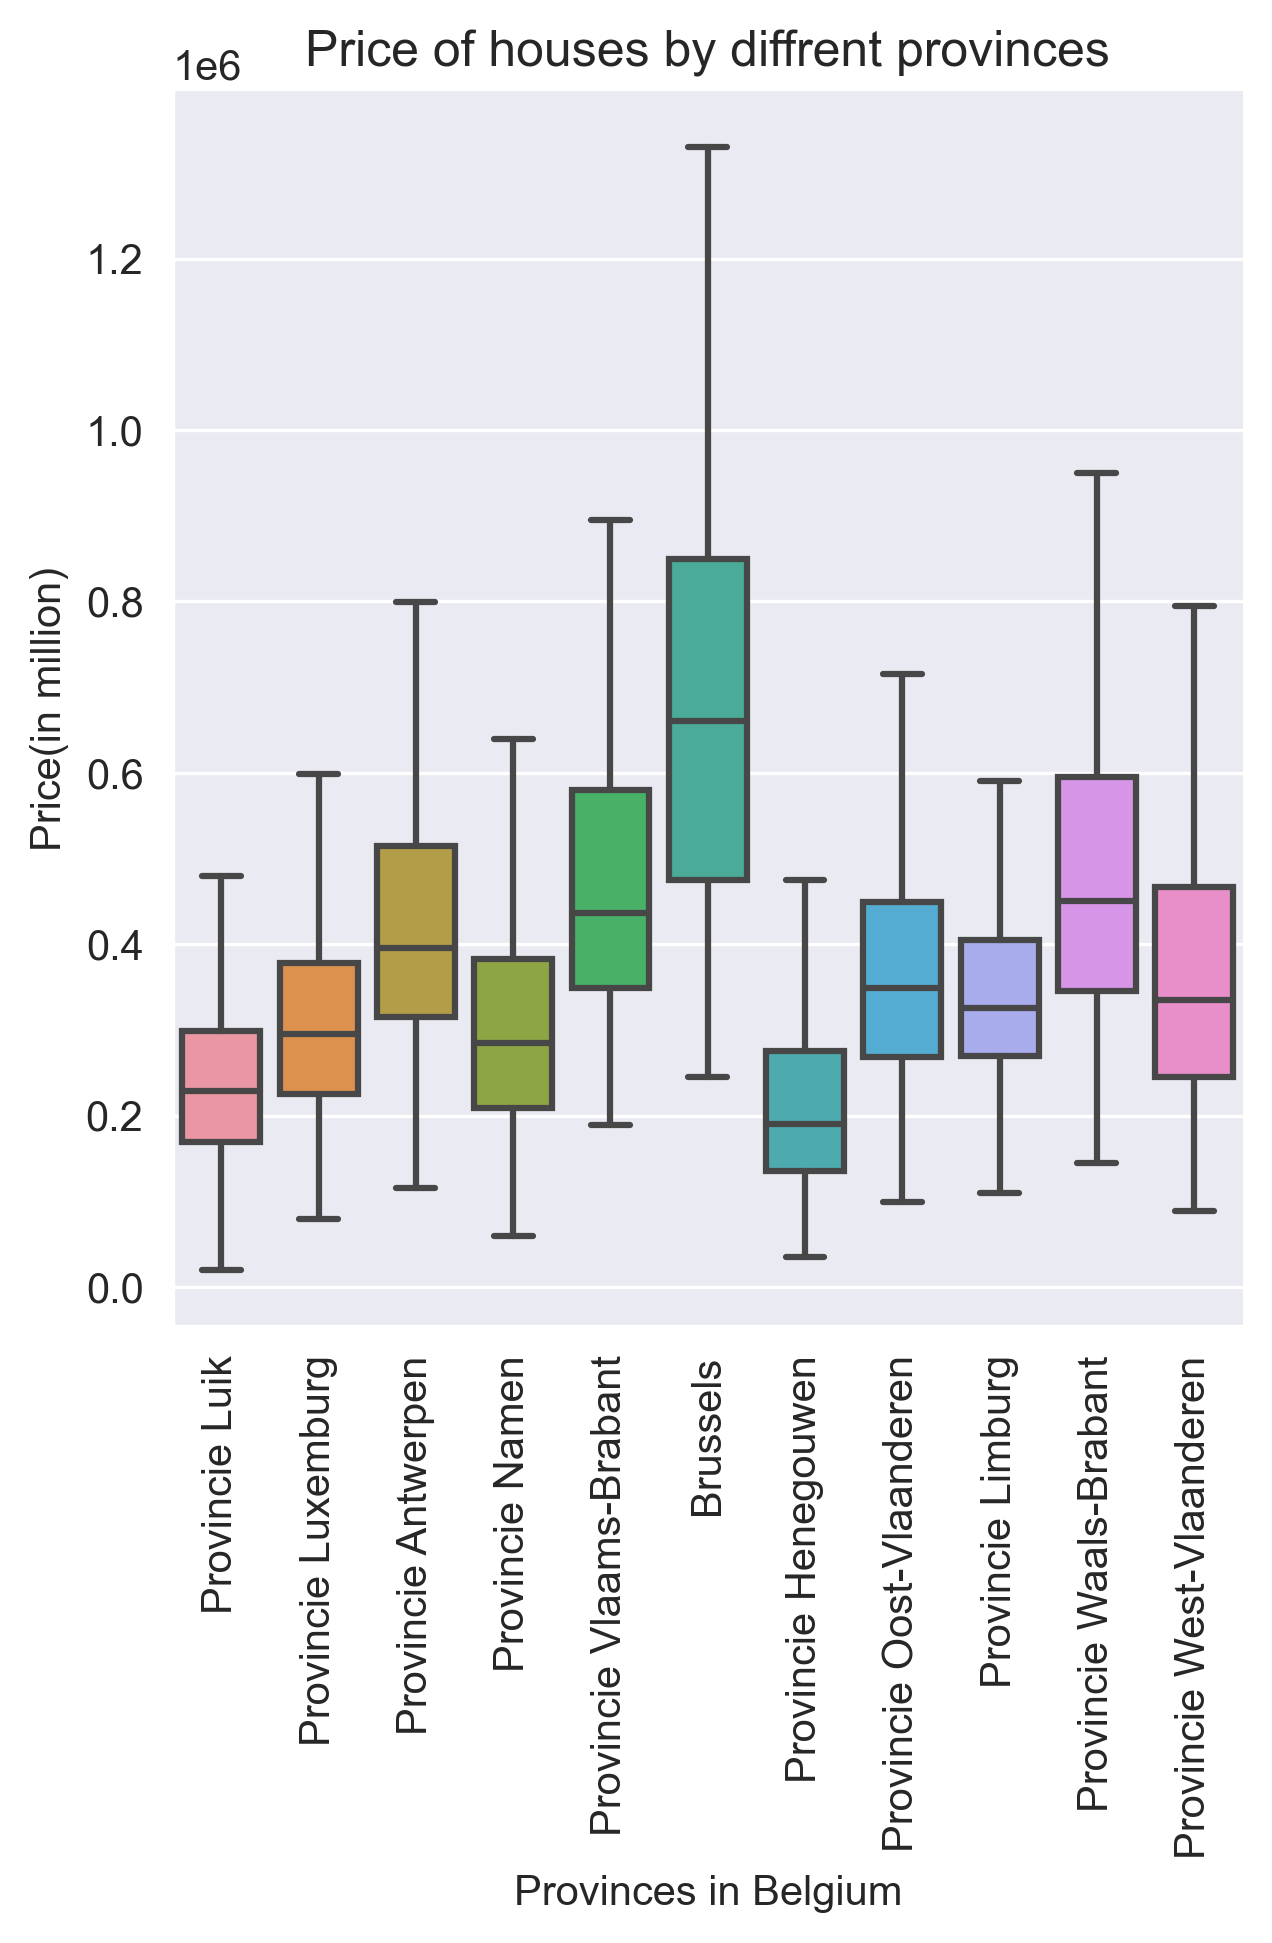 Price of houses by diffrent provinces
1e6
1.2
1.0
0.8
0.6
0.4
0.2
0.0
Price(in million)
Provincie Luik
Provincie Luxemburg
Provincie Antwerpen
Provincie Namen
Provincie Vlaams-Brabant
Brussels
Provincie Henegouwen
Provincie Oost-Vlaanderen
Provincie Limburg
Provincie Waals-Brabant
Provincie West-Vlaanderen
Provinces in Belgium